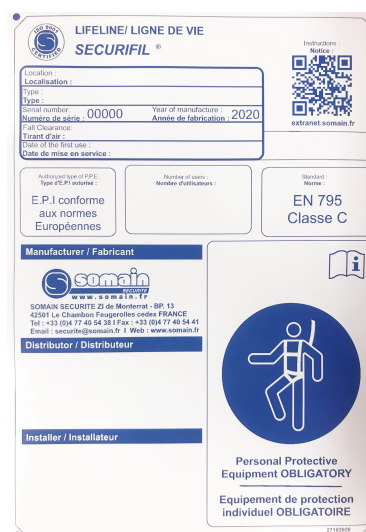 ISO 9001
CERTIFIED
LIFELINE/ LIGNE DE VIE
SECURIFIL ®
Instructions :
Notice :
extranet.somain.fr
Location :
Localisation :
Type :
Type :
Serial number: 00000
Numéro de série :
Year of manufacture : 2020
Année de fabrication :
Fall Clearance:
Tirant d'air :
Date of the first use :
Date de mise en service :
Authorized type of P.P.E.
Type d'E.P.I autorisé :
E.P.I conforme
aux normes
Européennes
Number of users :
Nombre d'utilisateurs :
Standard :
Norme :
EN 795
Classe C
Manufacturer / Fabricant
somain
SECURITE
www.somain.fr
SOMAIN SECURITE ZI de Monterrat - BP. 13
42501 Le Chambon Feugerolles cedex FRANCE
Tel : +33 (0)4 77 40 54 38 I Fax : +33 (0)4 77 40 54 41
Email : securite@somain.fr I Web : www.somain.fr
Distributor / Distributeur
Installer / Installateur
i
Personal Protective
Equipment OBLIGATORY
Equipement de protection
individuel OBLIGATOIRE
27102020